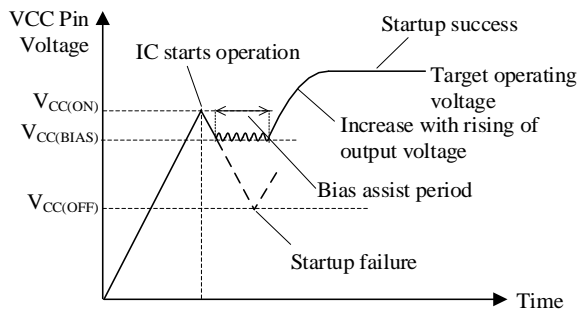 VCC Pin
Voltage
Startup success
IC starts operation
Target operating
voltage
VCC(ON)
Increase with rising of
output voltage
VCC(BIAS)
Bias assist period
VCC(OFF)
Startup failure
Time